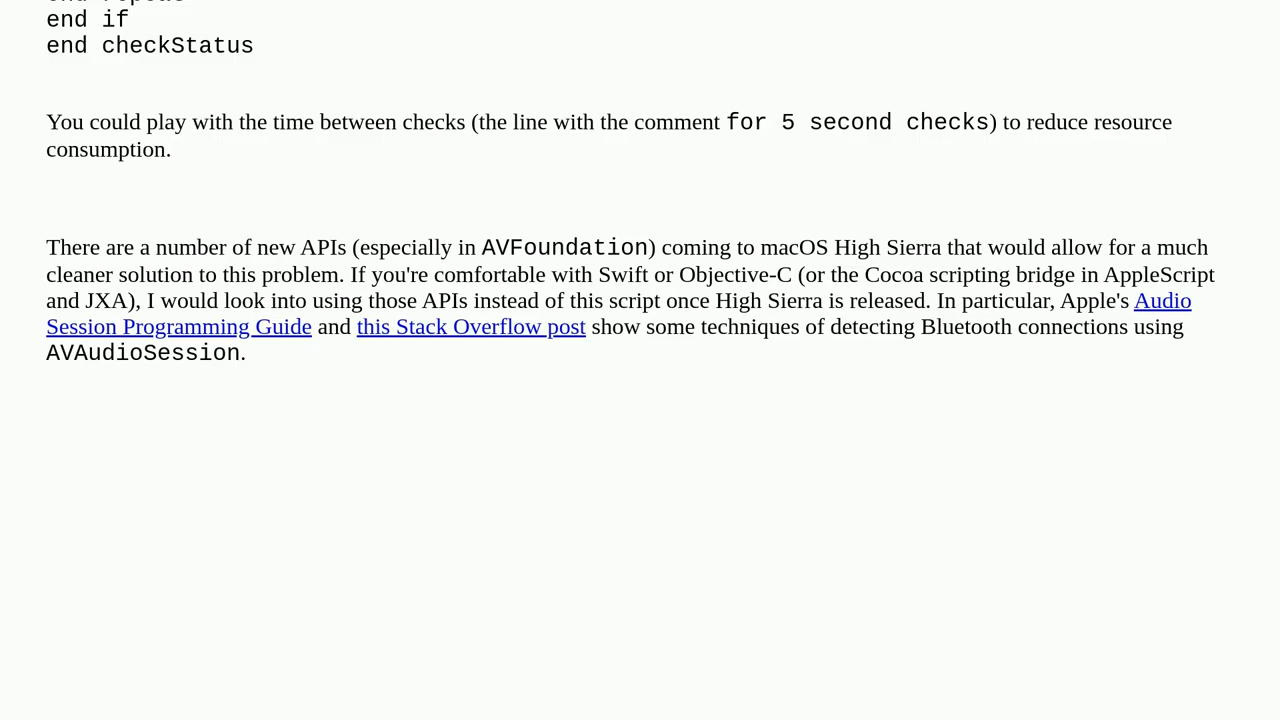 end repeat
end if
end checkStatus
You could play with the time between checks (the line with the comment for 5 second checks) to reduce resource
consumption.
There are a number of new APIs (especially in AVFoundation) coming to macOS High Sierra that would allow for a much
cleaner solution to this problem. If you're comfortable with Swift or Objective-C (or the Cocoa scripting bridge in AppleScript
and JXA), I would look into using those APIs instead of this script once High Sierra is released. In particular, Apple's Audio
Session Programming Guide and this Stack Overflow post show some techniques of detecting Bluetooth connections using
AVAudioSession.